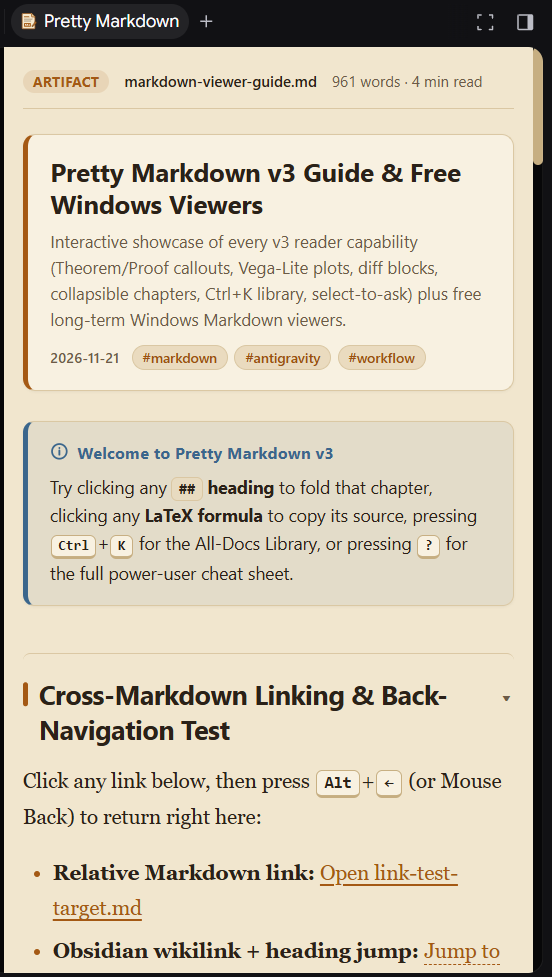 Pretty Markdown
ARTIFACT markdown-viewer-guide.md 961 words · 4 min read
Pretty Markdown v3 Guide & Free
Windows Viewers
Interactive showcase of every v3 reader capability
(Theorem/Proof callouts, Vega-Lite plots, diff blocks,
collapsible chapters, Ctrl+K library, select-to-ask) plus free
long-term Windows Markdown viewers.
2026-11-21 #markdown #antigravity #workflow
Welcome to Pretty Markdown v3
Try clicking any ## heading to fold that chapter,
clicking any LaTeX formula to copy its source, pressing
Ctrl + K for the All-Docs Library, or pressing ? for
the full power-user cheat sheet.
Cross-Markdown Linking & Back-
Navigation Test
Click any link below, then press Alt + ← (or Mouse
Back) to return right here:
• Relative Markdown link: Open link-test-
target.md
• Obsidian wikilink + heading jump: Jump to